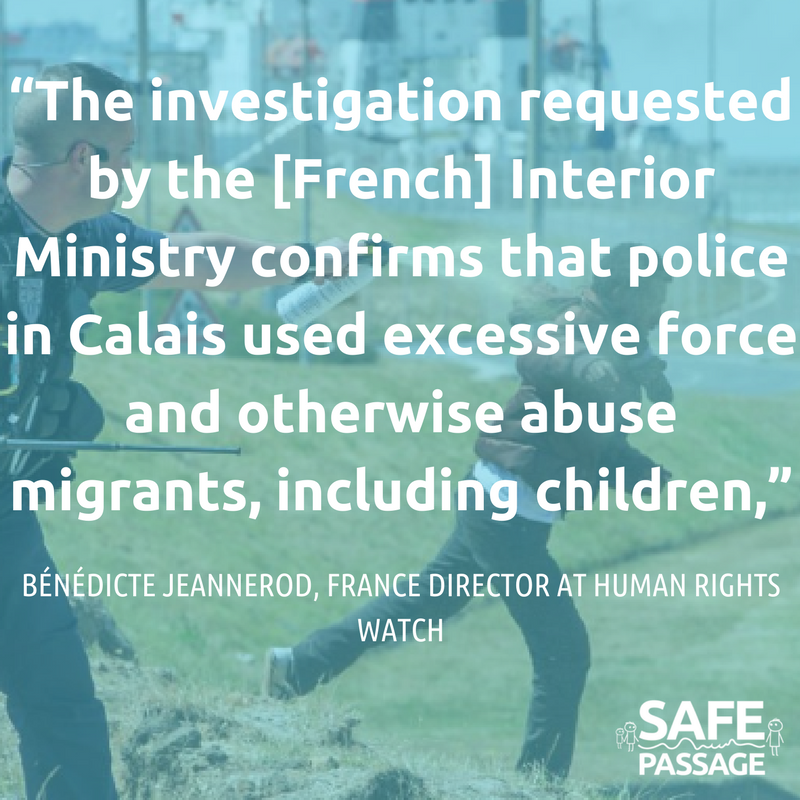 “The investigation requested
by the [French] Interior
Ministry confirms that police
in Calais used excessive force
and otherwise abuse
migrants, including children,”
BÉNÉDICTE JEANNEROD, FRANCE DIRECTOR AT HUMAN RIGHTS
WATCH
SAFE
PASSAGE